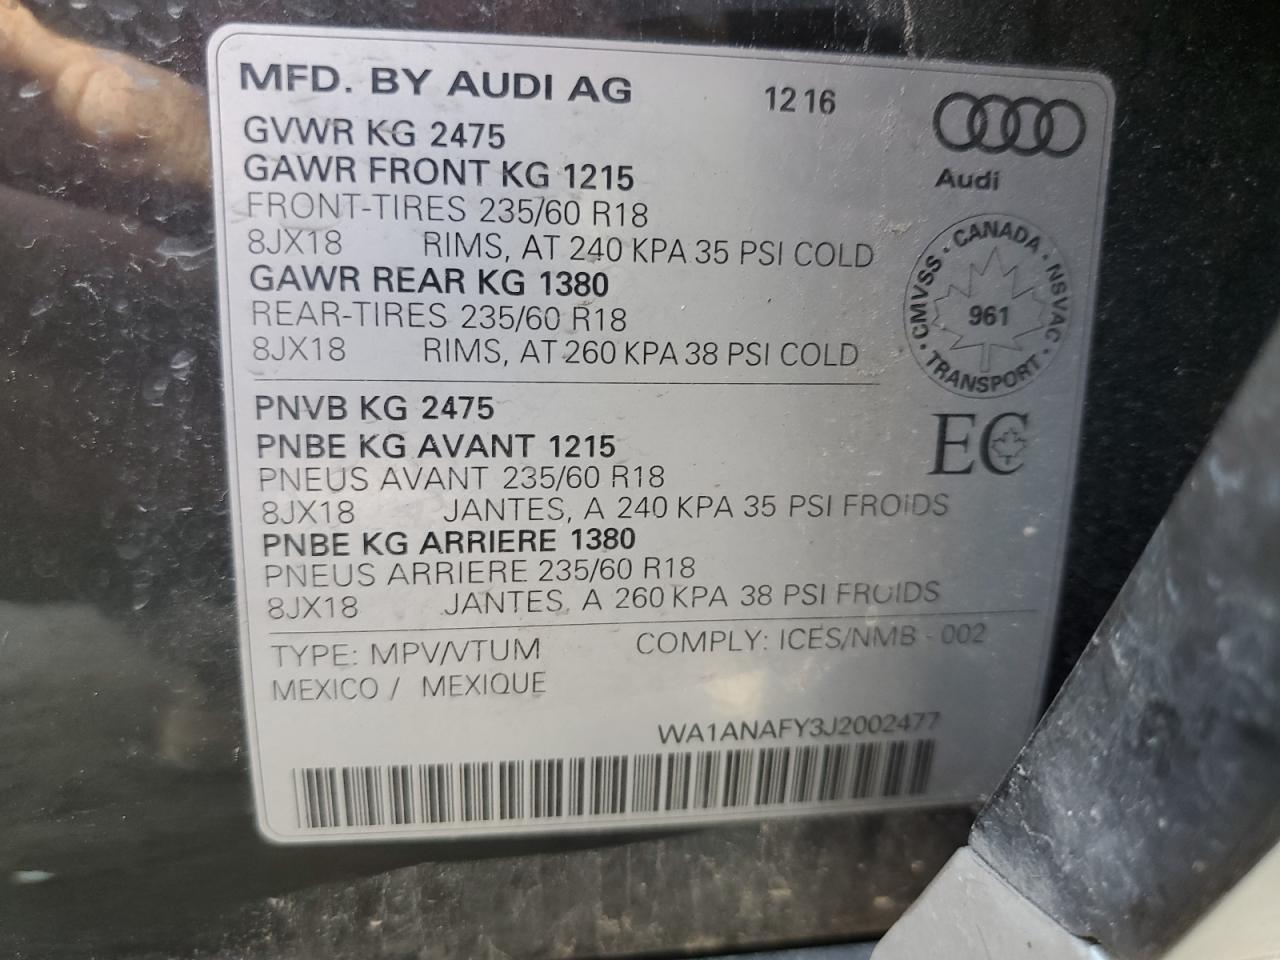 MFD. BY AUDI AG 12 16
GVWR KG 2475
GAWR FRONT KG 1215
FRONT-TIRES 235/60 R18
8JX18 RIMS, AT 240 KPA 35 PSI COLD
GAWR REAR KG 1380
REAR-TIRES 235/60 R18
8JX18 RIMS, AT 260 KPA 38 PSI COLD
Audi
CANADA · NSVAC · TRANSPORT · CMVSS ·
961
EC
PNVB KG 2475
PNBE KG AVANT 1215
PNEUS AVANT 235/60 R18
8JX18 JANTES, A 240 KPA 35 PSI FROIDS
PNBE KG ARRIERE 1380
PNEUS ARRIERE 235/60 R18
8JX18 JANTES, A 260 KPA 38 PSI FROIDS
TYPE: MPV/VTUM COMPLY: ICES/NMB - 002
MEXICO / MEXIQUE
WA1ANAFY3J2002477